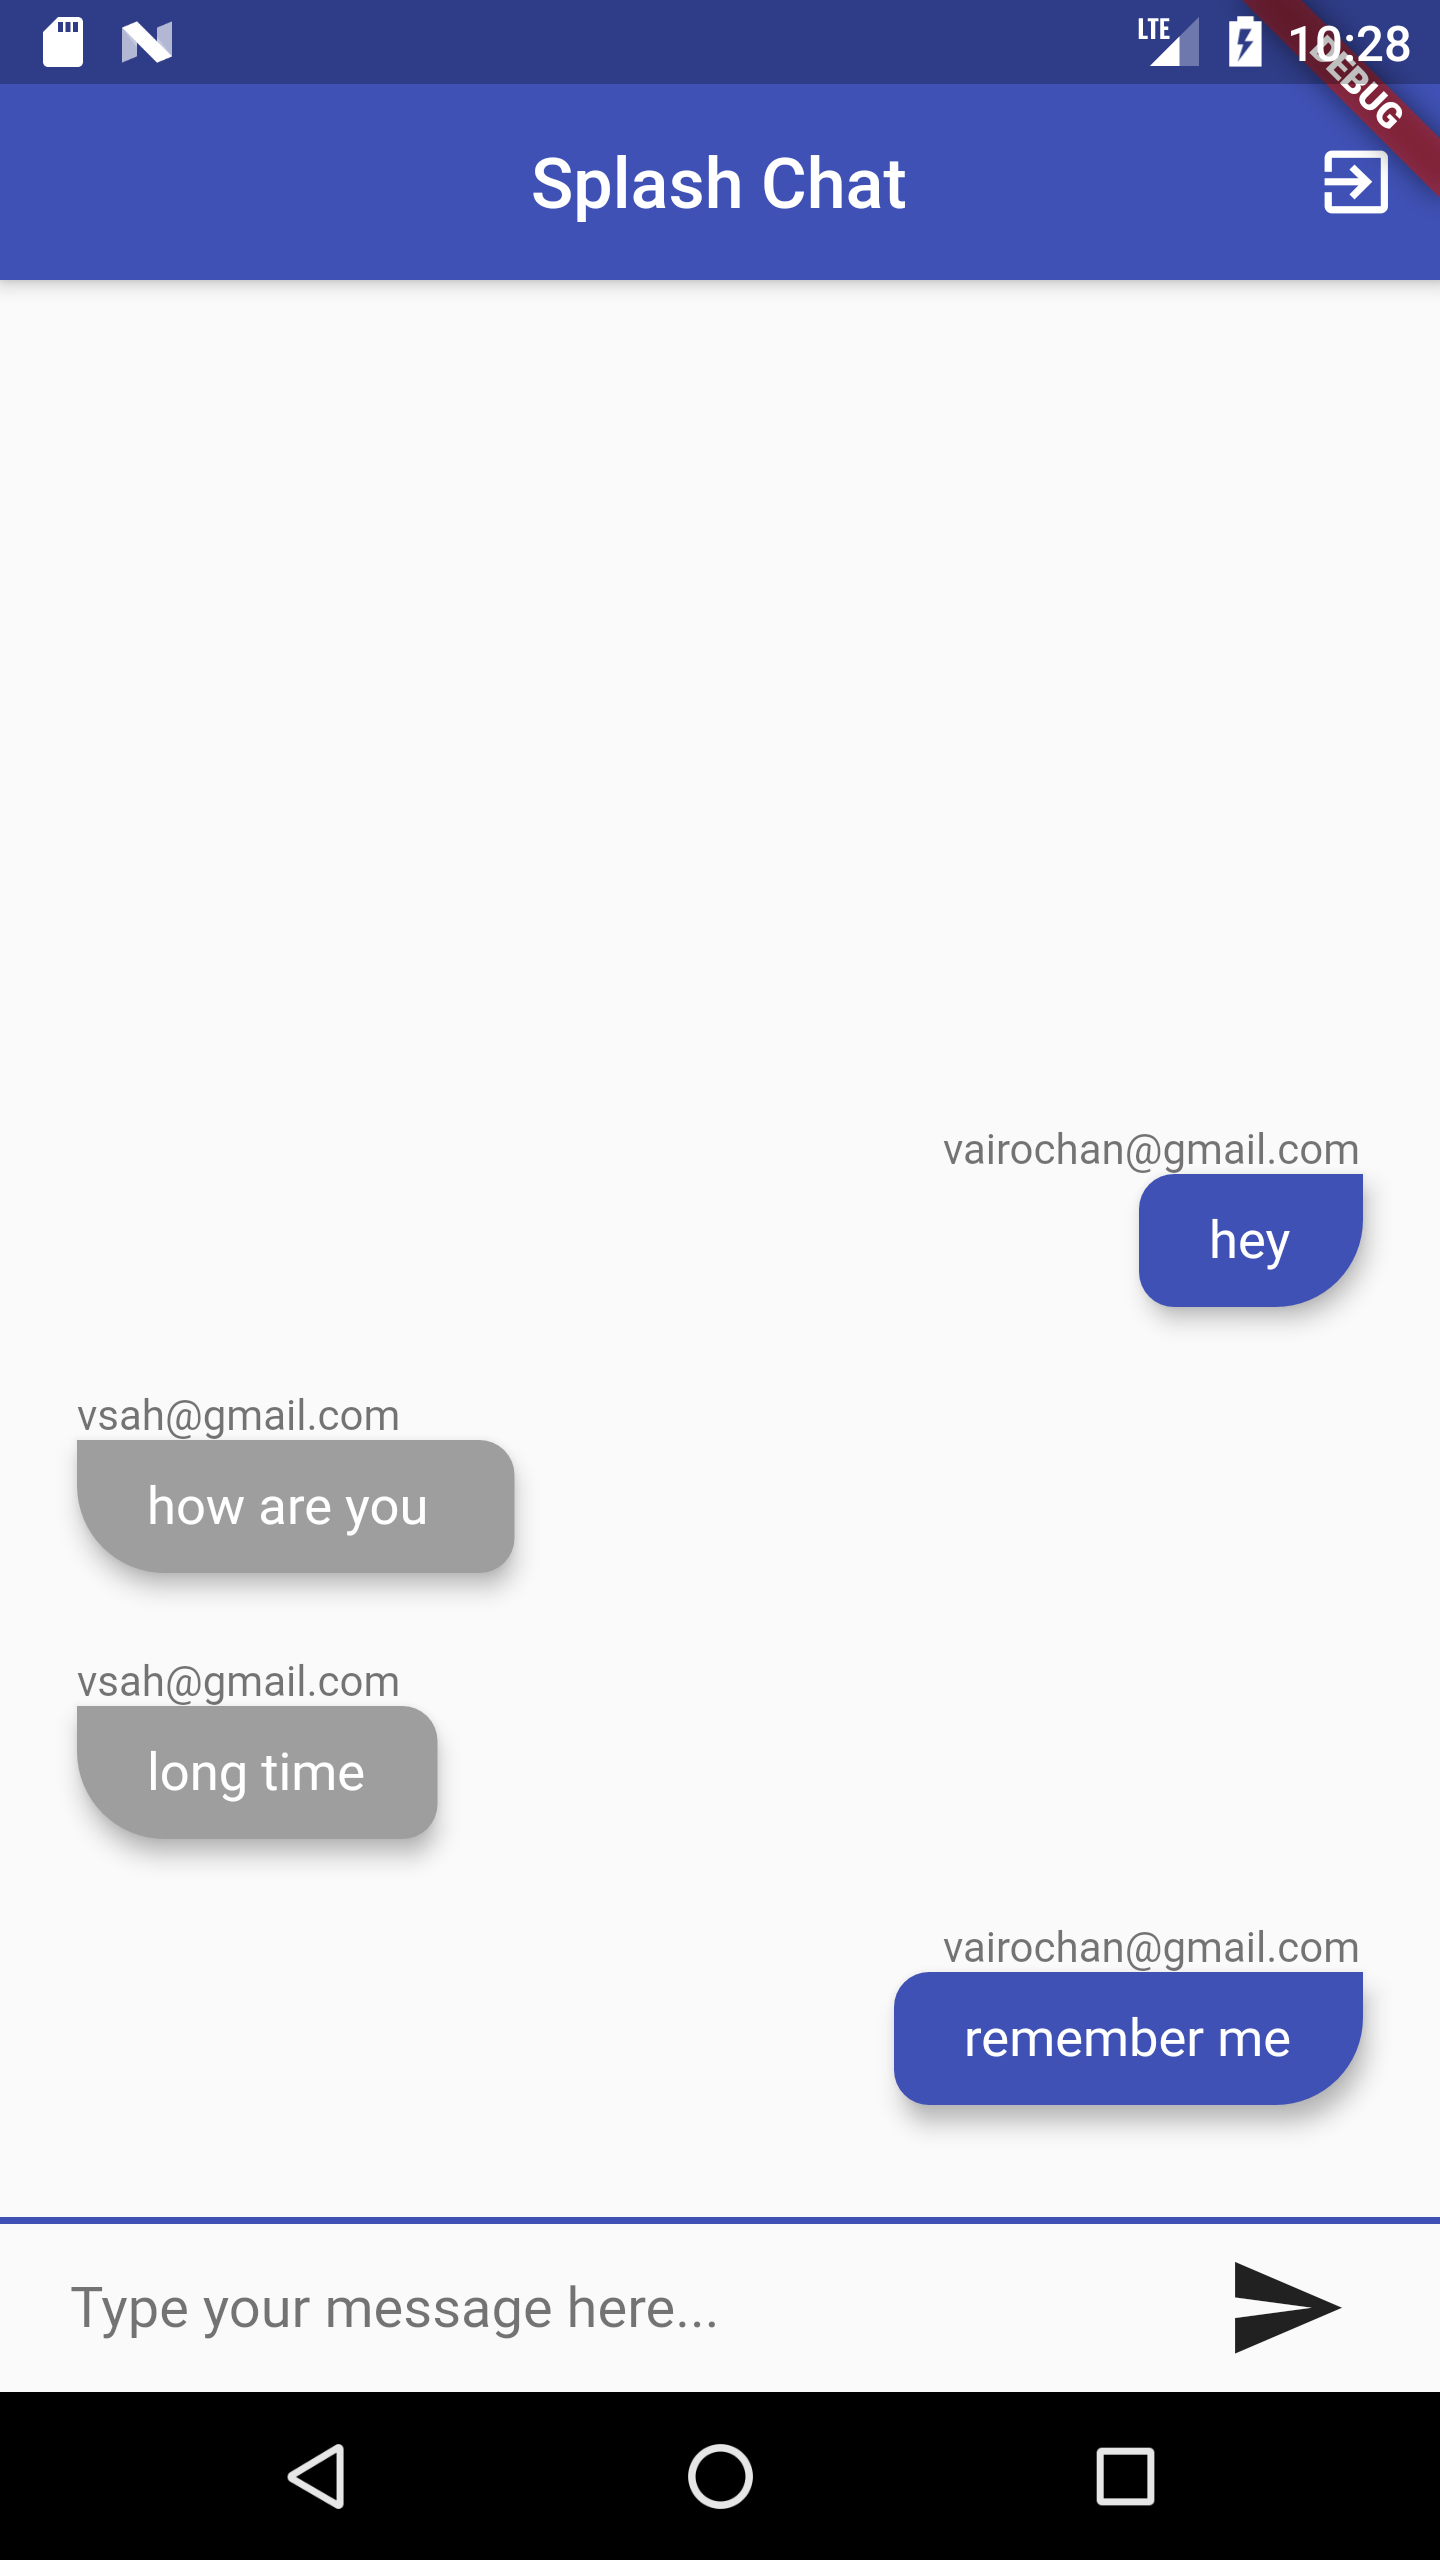 LTE 10:28
DEBUG
Splash Chat
vairochan@gmail.com
hey
vsah@gmail.com
how are you
vsah@gmail.com
long time
vairochan@gmail.com
remember me
Type your message here...